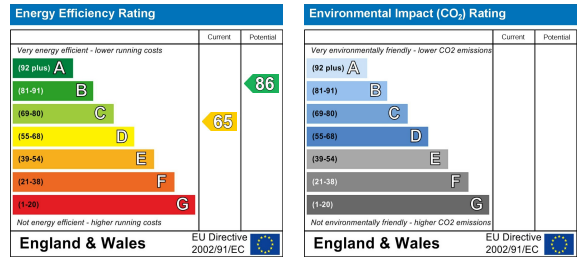 Energy Efficiency Rating
Current Potential
Very energy efficient - lower running costs
(92 plus) A
(81-91) B
(69-80) C
(55-68) D
(39-54) E
(21-38) F
(1-20) G
65
86
Not energy efficient - higher running costs
England & Wales
EU Directive
2002/91/EC
Environmental Impact (CO₂) Rating
Current Potential
Very environmentally friendly - lower CO2 emissions
(92 plus) A
(81-91) B
(69-80) C
(55-68) D
(39-54) E
(21-38) F
(1-20) G
Not environmentally friendly - higher CO2 emissions
England & Wales
EU Directive
2002/91/EC